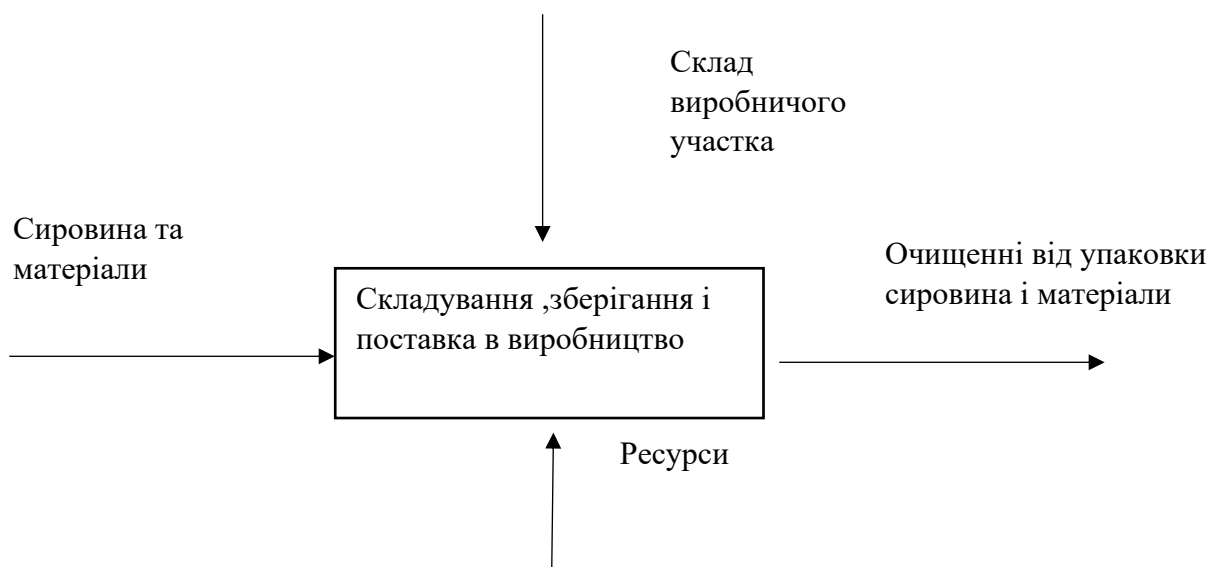 Склад
виробничого
участка
Сировина та
матеріали
Очищенні від упаковки
сировина і матеріали
Складування ,зберігання і
поставка в виробництво
Ресурси